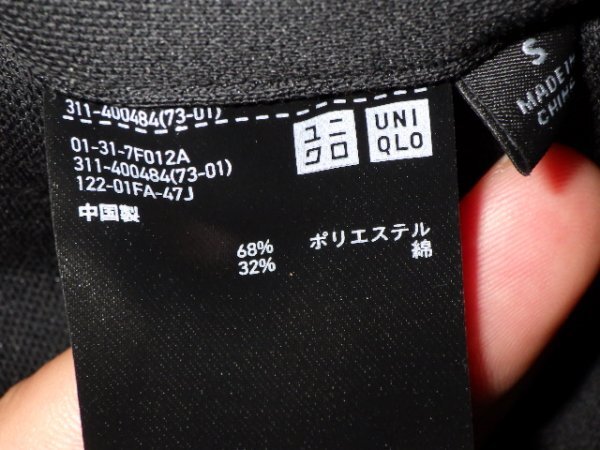 311-400484(73-01)
01-31-7F012A
311-400484(73-01)
122-01FA-47J
中国製
ユニ
クロ
UNI
QLO
68% ポリエステル
32% 綿
S
MADE IN
CHINA